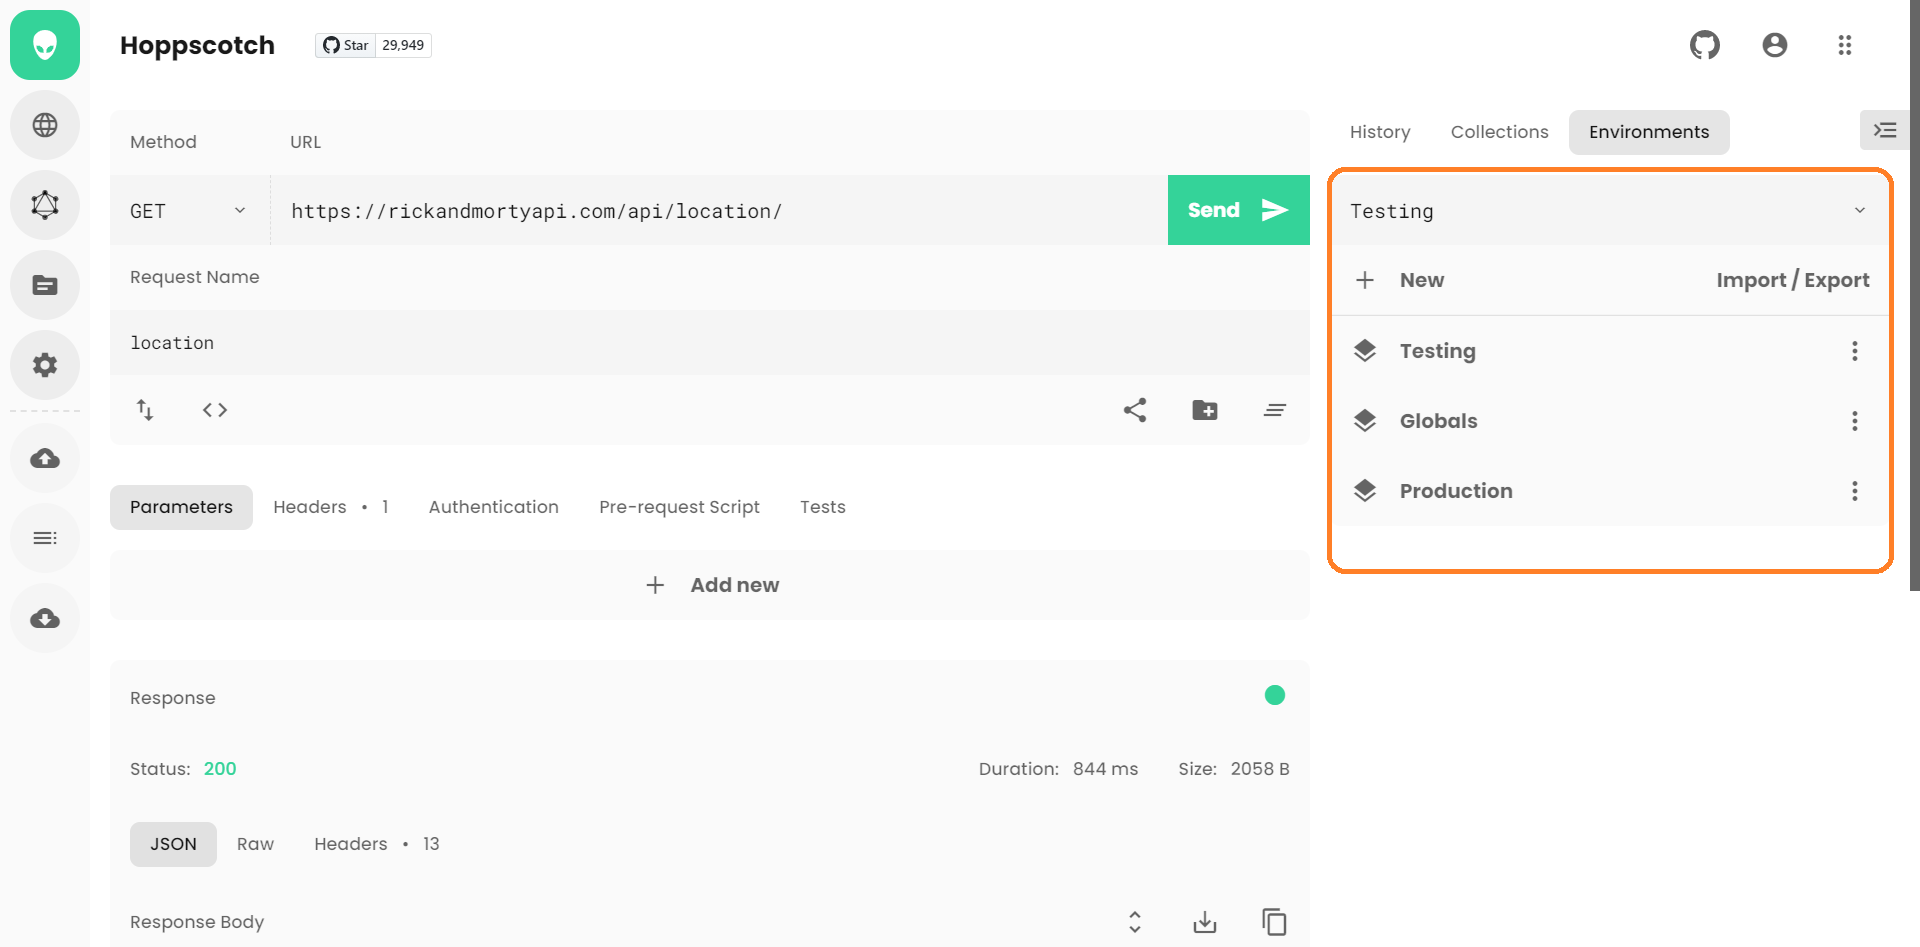 Hoppscotch
Star 29,949
Method URL
GET https://rickandmortyapi.com/api/location/ Send
Request Name
location
Parameters Headers • 1 Authentication Pre-request Script Tests
Add new
Response
Status: 200 Duration: 844 ms Size: 2058 B
JSON Raw Headers • 13
Response Body
History Collections Environments
Testing
New Import / Export
Testing
Globals
Production